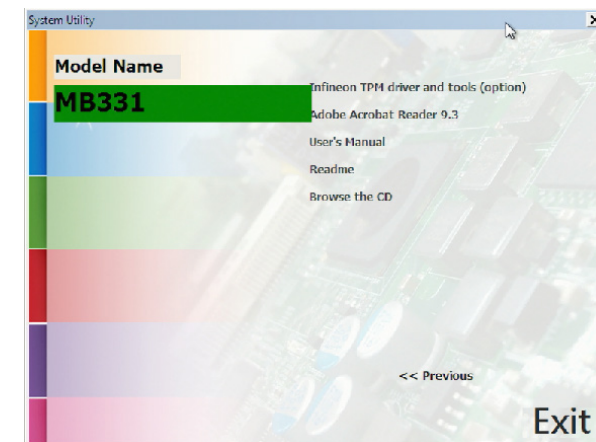 System Utility
Model Name
MB331
Infineon TPM driver and tools (option)
Adobe Acrobat Reader 9.3
User's Manual
Readme
Browse the CD
<< Previous
Exit